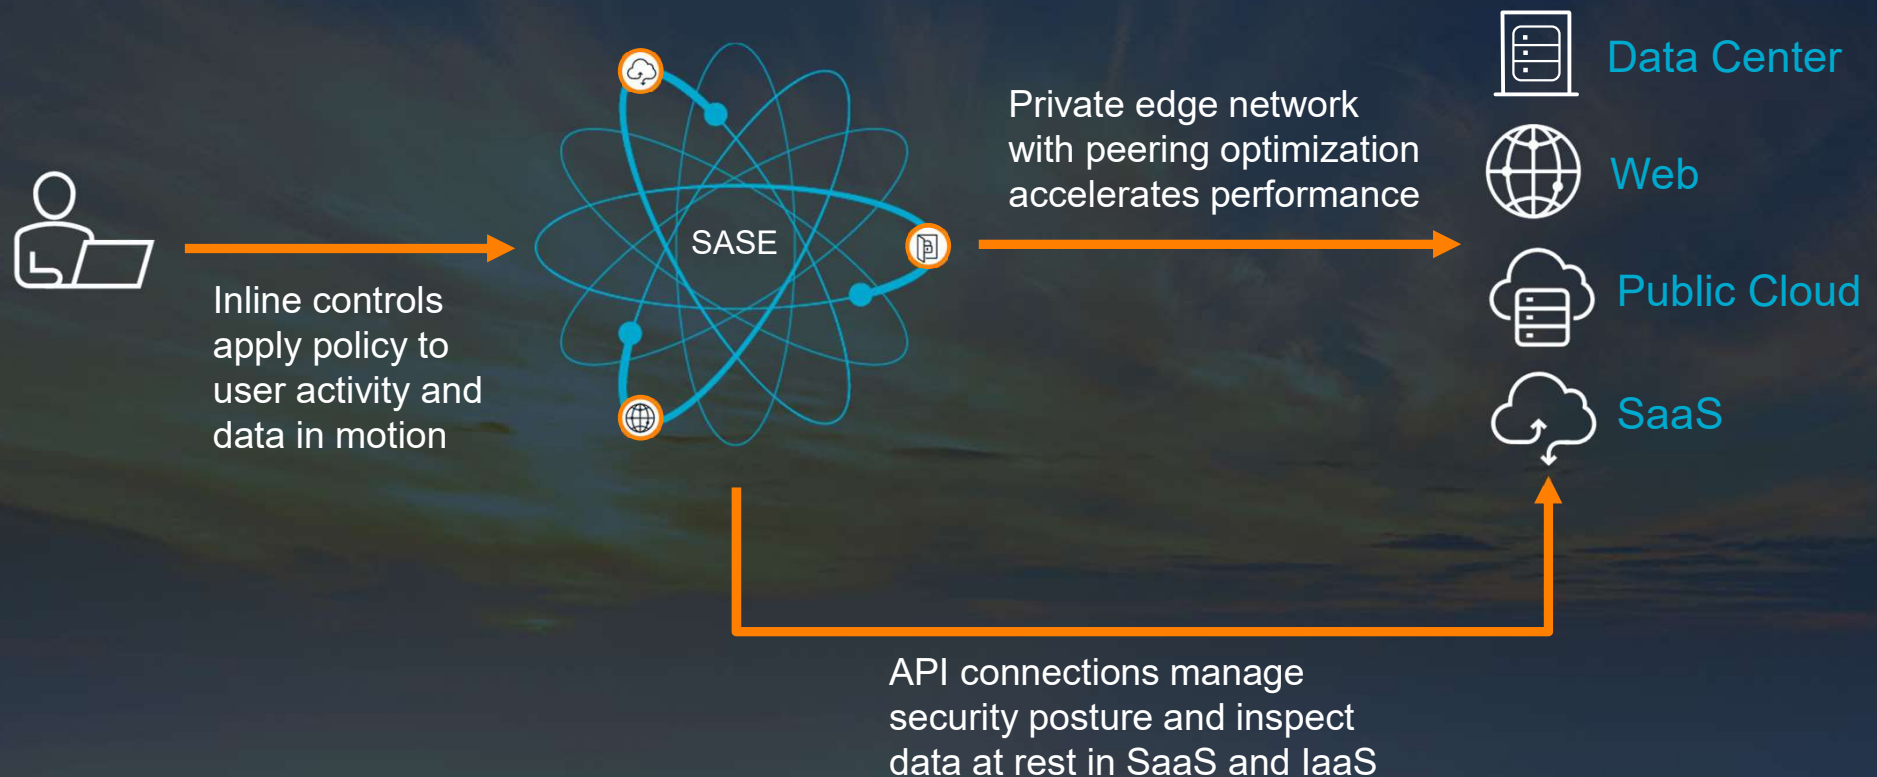 Inline controls
apply policy to
user activity and
data in motion
SASE
Private edge network
with peering optimization
accelerates performance
Data Center
Web
Public Cloud
SaaS
API connections manage
security posture and inspect
data at rest in SaaS and IaaS